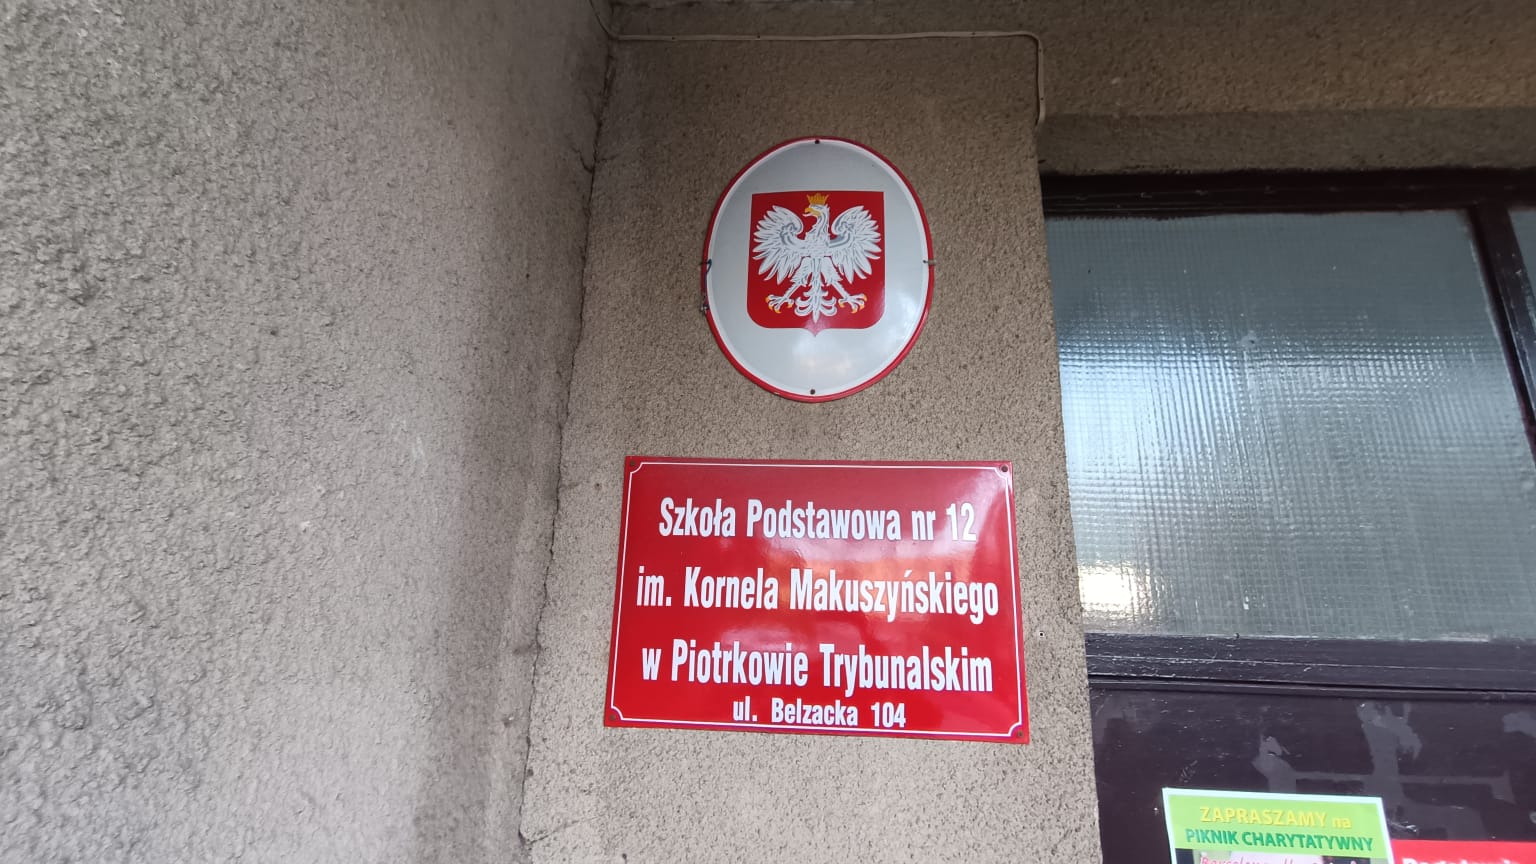 Szkoła Podstawowa nr 12
im. Kornela Makuszyńskiego
w Piotrkowie Trybunalskim
ul. Belzacka 104
ZAPRASZAMY na
PIKNIK CHARYTATYWNY